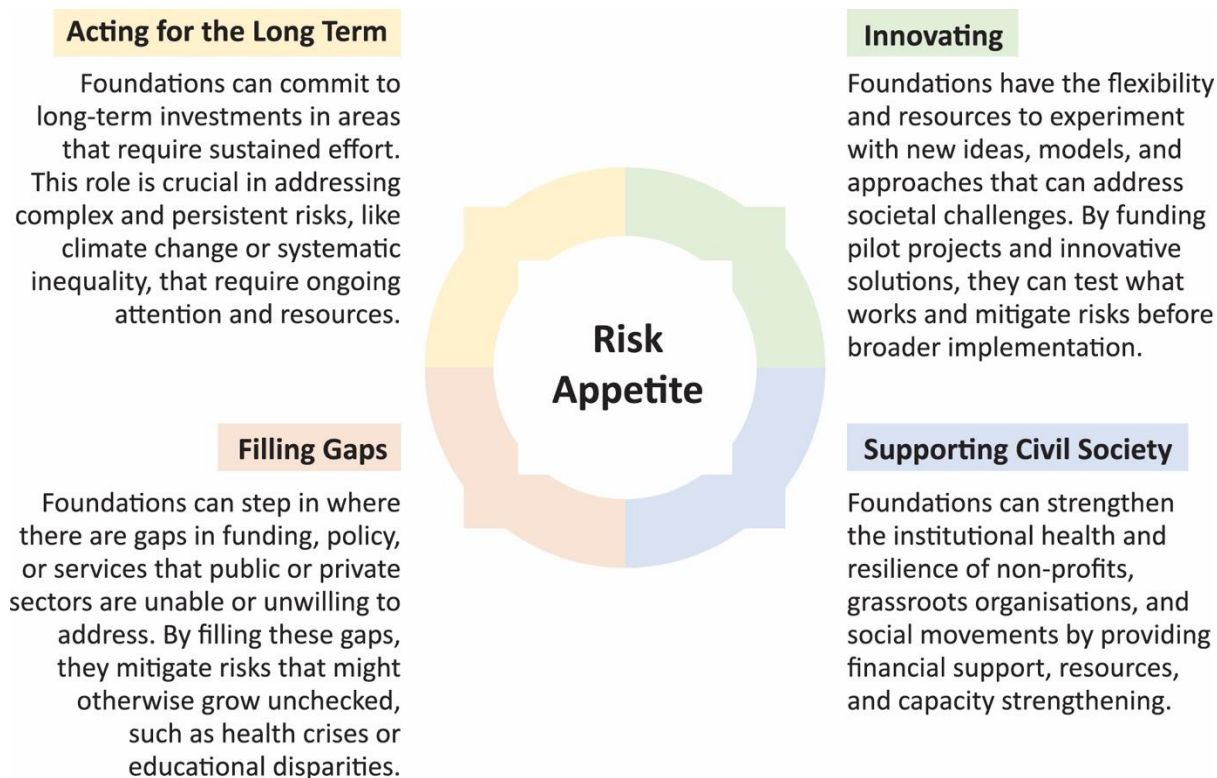 Acting for the Long Term
Foundations can commit to
long-term investments in areas
that require sustained effort.
This role is crucial in addressing
complex and persistent risks, like
climate change or systematic
inequality, that require ongoing
attention and resources.
Innovating
Foundations have the flexibility
and resources to experiment
with new ideas, models, and
approaches that can address
societal challenges. By funding
pilot projects and innovative
solutions, they can test what
works and mitigate risks before
broader implementation.
Risk
Appetite
Filling Gaps
Foundations can step in where
there are gaps in funding, policy,
or services that public or private
sectors are unable or unwilling to
address. By filling these gaps,
they mitigate risks that might
otherwise grow unchecked,
such as health crises or
educational disparities.
Supporting Civil Society
Foundations can strengthen
the institutional health and
resilience of non-profits,
grassroots organisations, and
social movements by providing
financial support, resources,
and capacity strengthening.